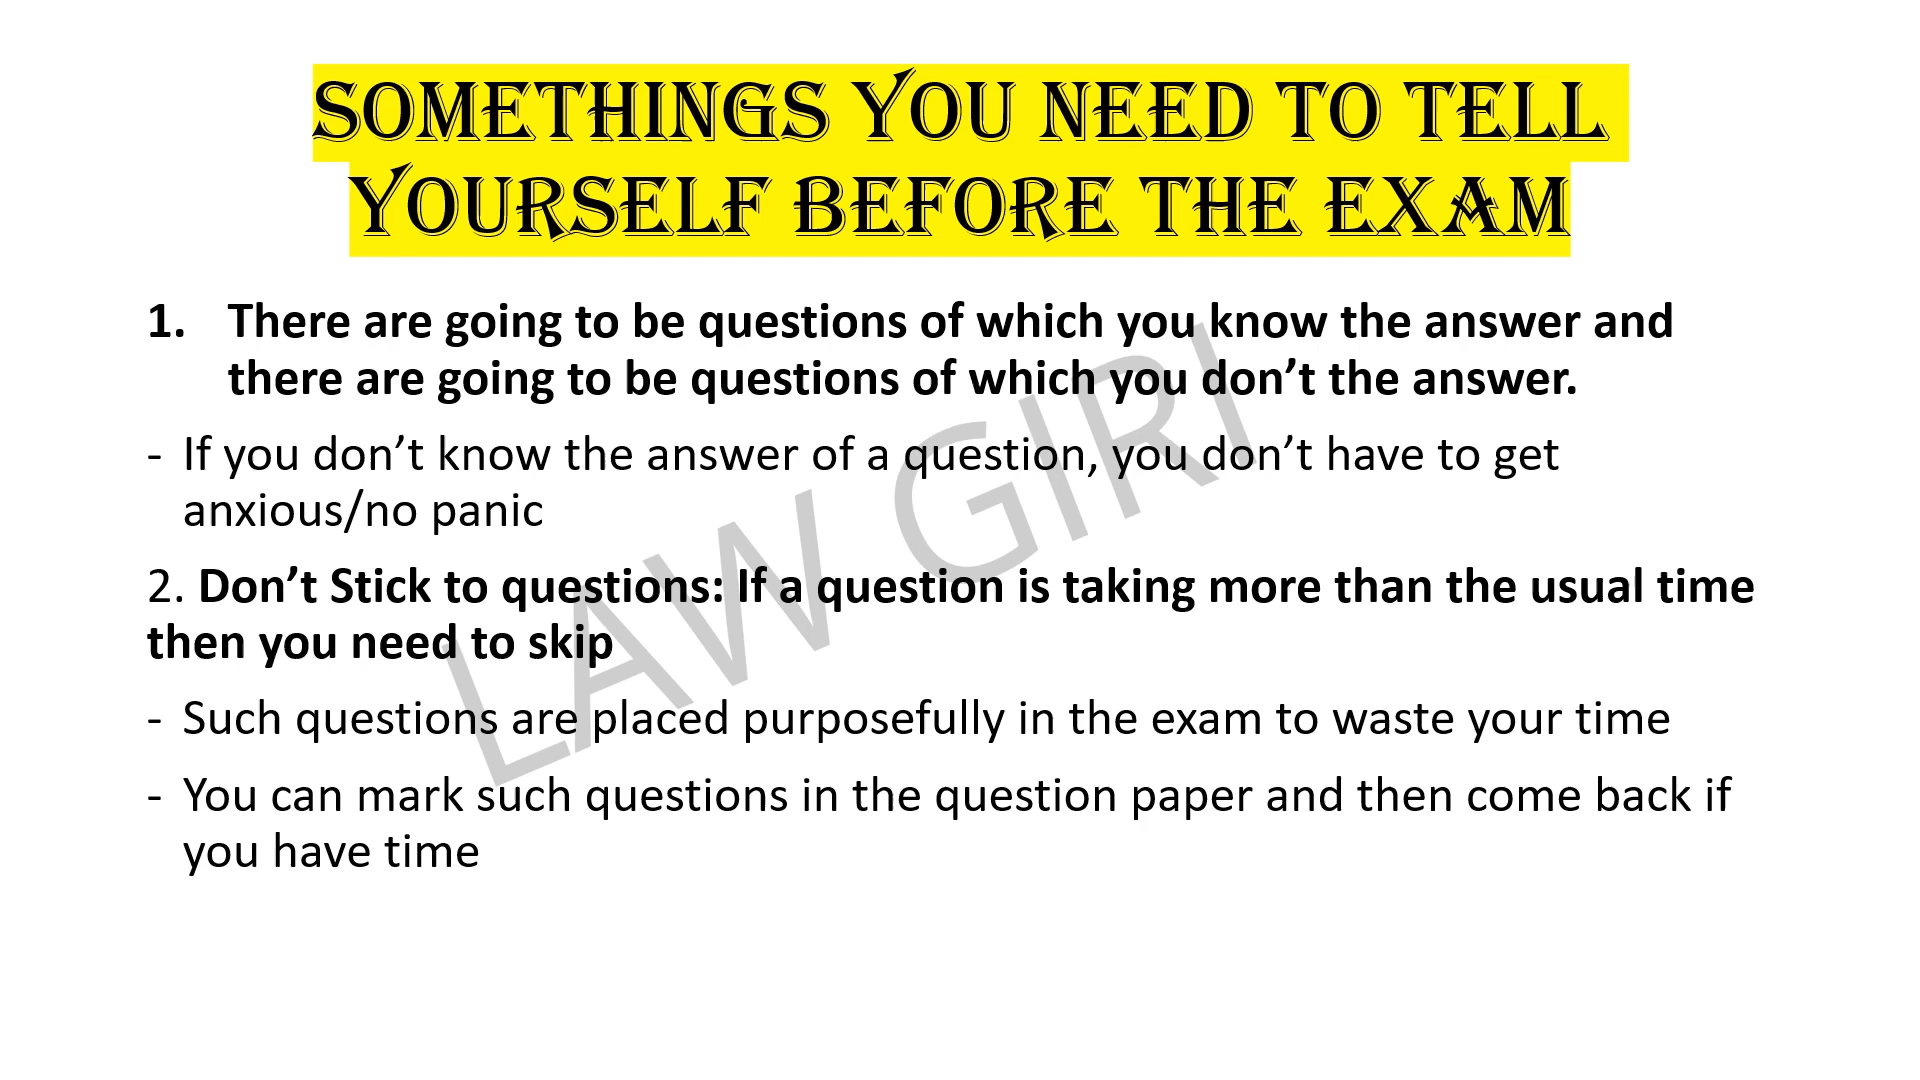 SOMETHINGS YOU NEED TO TELL
YOURSELF BEFORE THE EXAM
1. There are going to be questions of which you know the answer and
there are going to be questions of which you don’t the answer.
- If you don’t know the answer of a question, you don’t have to get
anxious/no panic
2. Don’t Stick to questions: If a question is taking more than the usual time
then you need to skip
- Such questions are placed purposefully in the exam to waste your time
- You can mark such questions in the question paper and then come back if
you have time
LAW GIRI